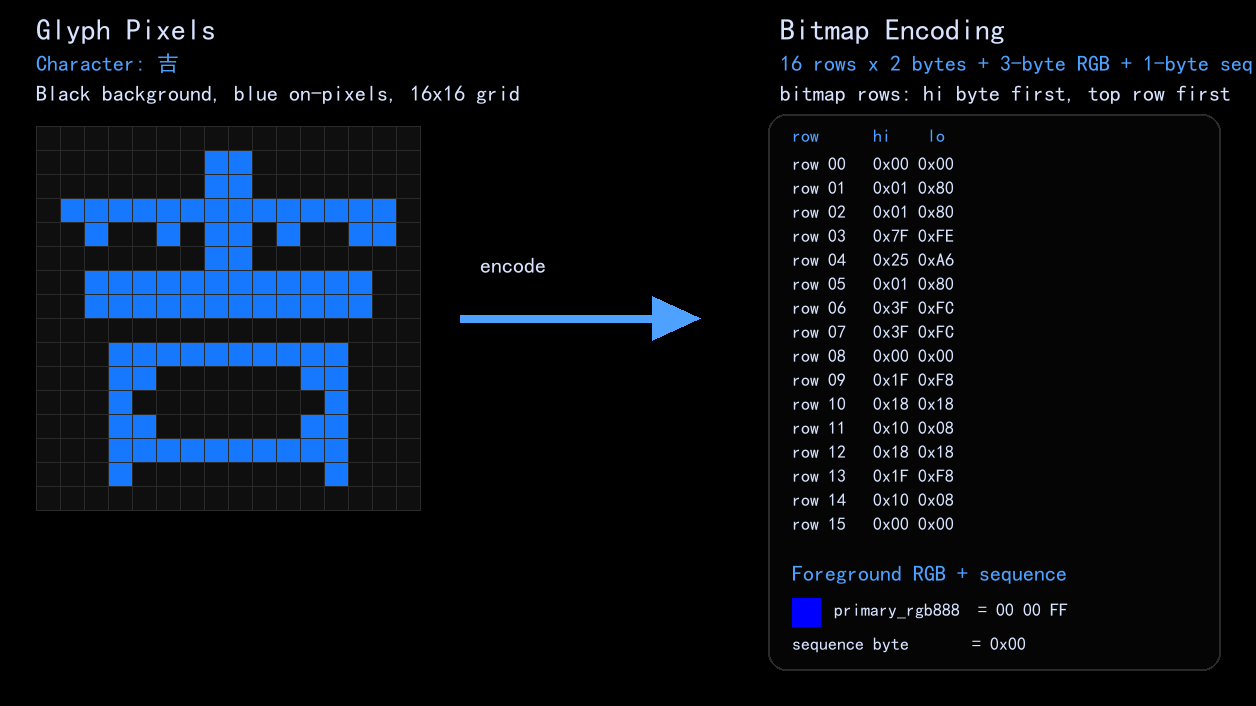 Glyph Pixels
Character: 吉
Black background, blue on-pixels, 16x16 grid
encode
Bitmap Encoding
16 rows x 2 bytes + 3-byte RGB + 1-byte seq
bitmap rows: hi byte first, top row first
row hi lo
row 00 0x00 0x00
row 01 0x01 0x80
row 02 0x01 0x80
row 03 0x7F 0xFE
row 04 0x25 0xA6
row 05 0x01 0x80
row 06 0x3F 0xFC
row 07 0x3F 0xFC
row 08 0x00 0x00
row 09 0x1F 0xF8
row 10 0x18 0x18
row 11 0x10 0x08
row 12 0x18 0x18
row 13 0x1F 0xF8
row 14 0x10 0x08
row 15 0x00 0x00
Foreground RGB + sequence
primary_rgb888 = 00 00 FF
sequence byte = 0x00